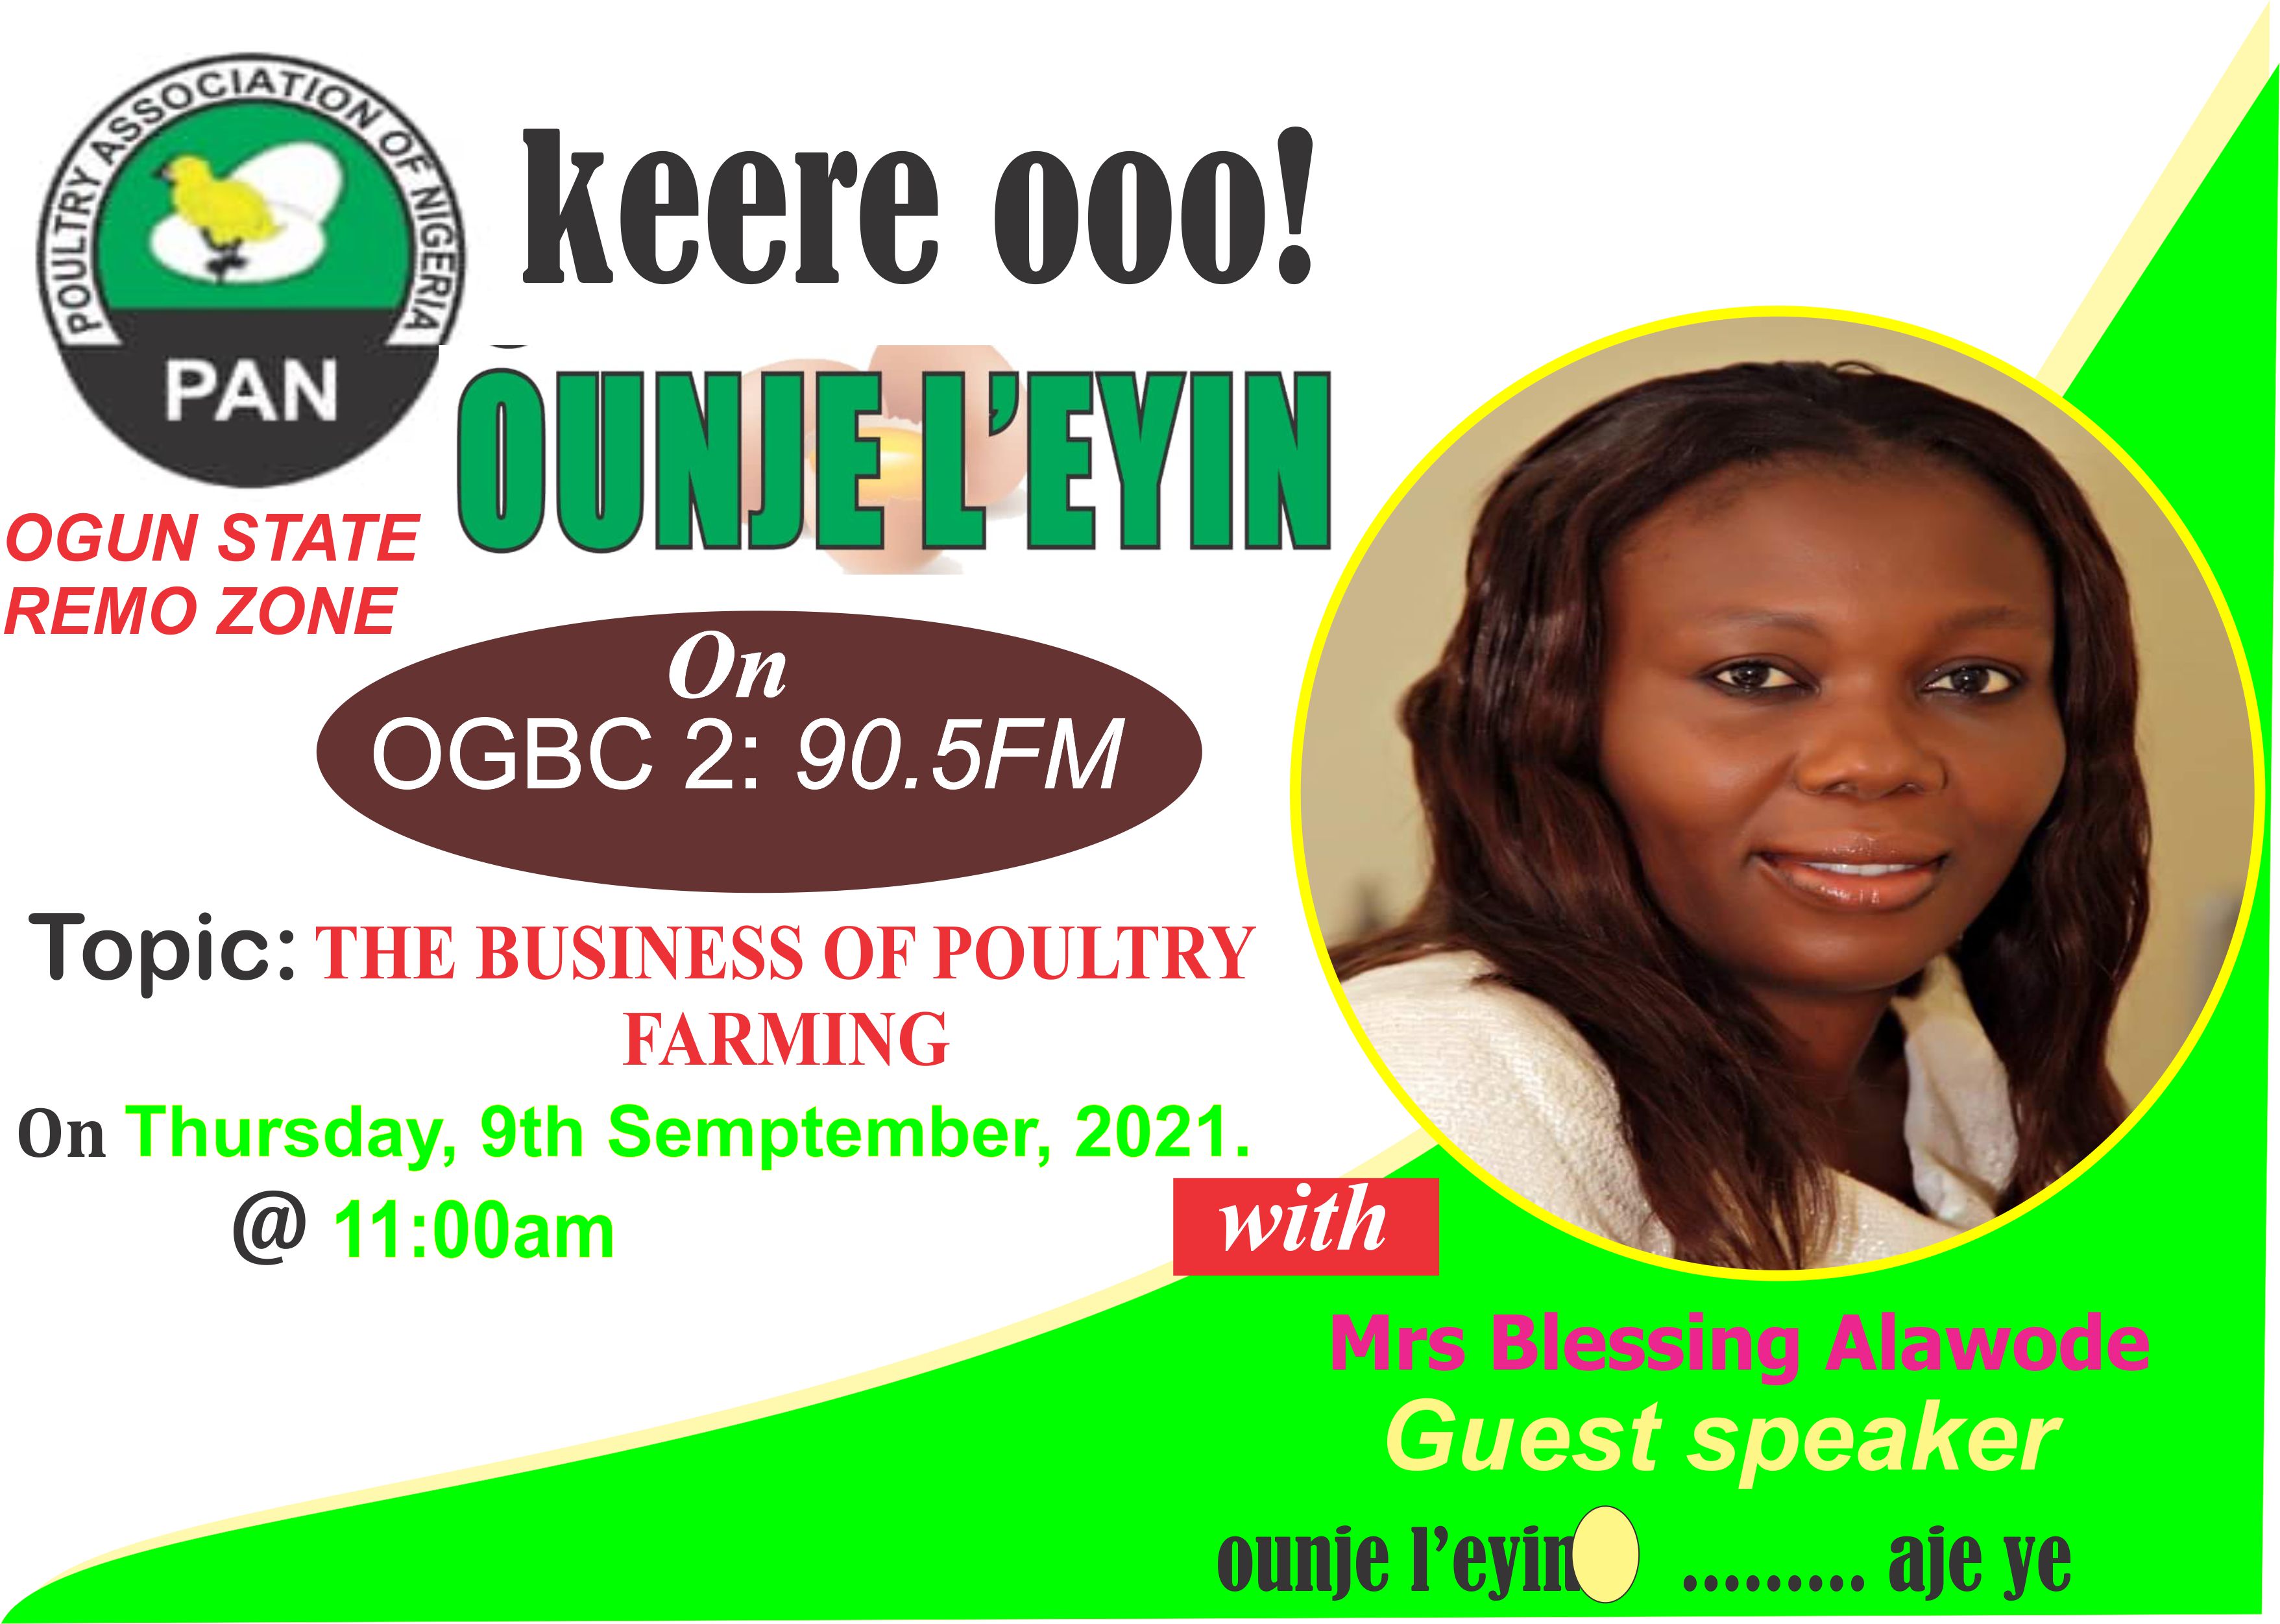 POULTRY ASSOCIATION OF NIGERIA
PAN
OGUN STATE
REMO ZONE
keere ooo!
OUNJE L’EYIN
On
OGBC 2: 90.5FM
Topic: THE BUSINESS OF POULTRY
FARMING
On Thursday, 9th Semptember, 2021.
@ 11:00am
with
Mrs Blessing Alawode
Guest speaker
ounje l’eyin ......... aje ye